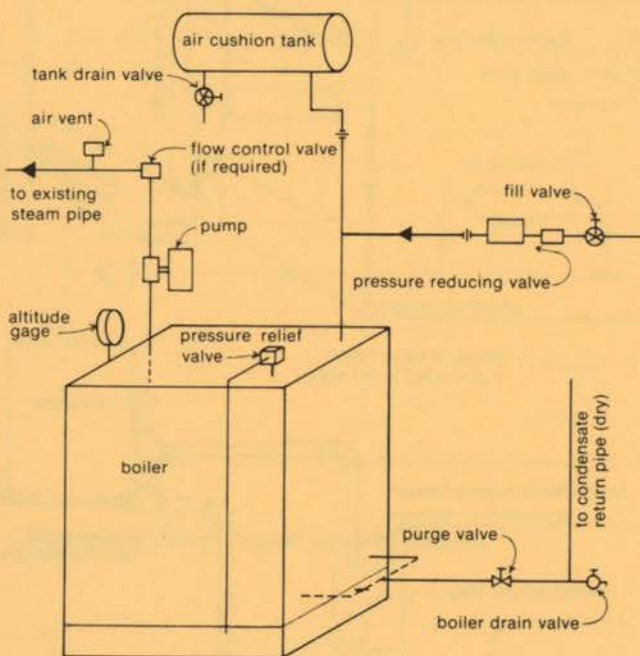 air cushion tank
tank drain valve
air vent
flow control valve
(if required)
to existing
steam pipe
fill valve
pump
pressure reducing valve
altitude
gage
pressure relief
valve
boiler
to condensate
return pipe (dry)
purge valve
boiler drain valve